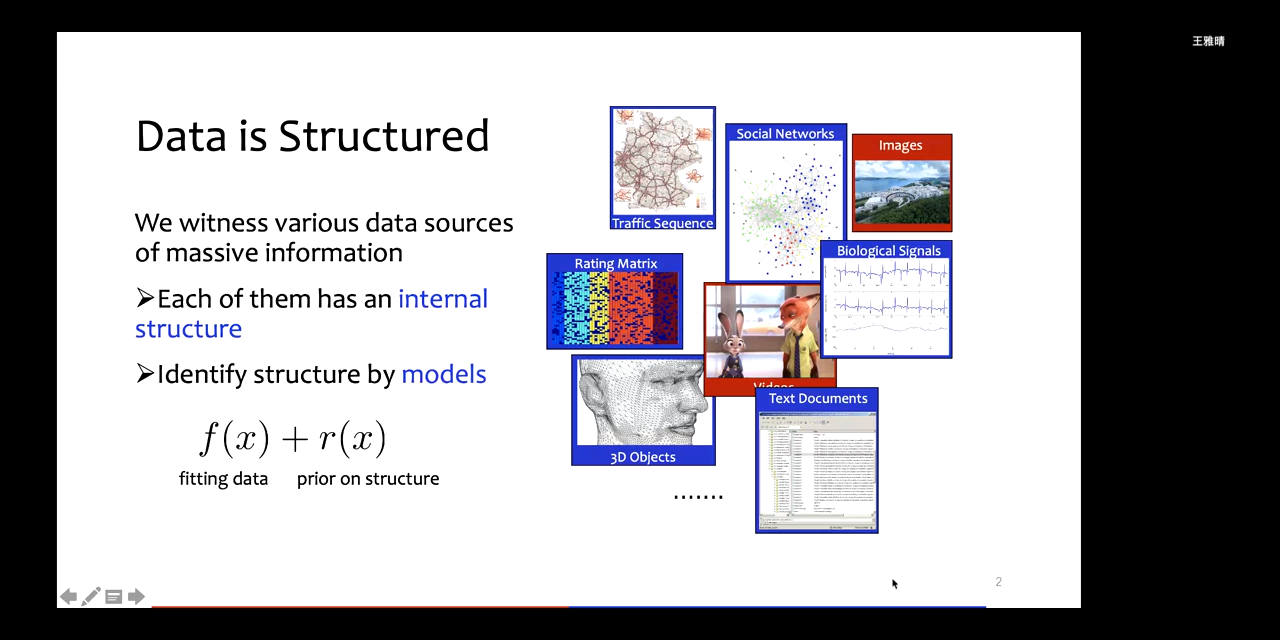 王雅晴
Data is Structured
We witness various data sources
of massive information
➢Each of them has an internal
structure
➢Identify structure by models
f(x) + r(x)
fitting data prior on structure
Traffic Sequence
Social Networks
Images
Biological Signals
Rating Matrix
Videos
Text Documents
3D Objects
.......
2